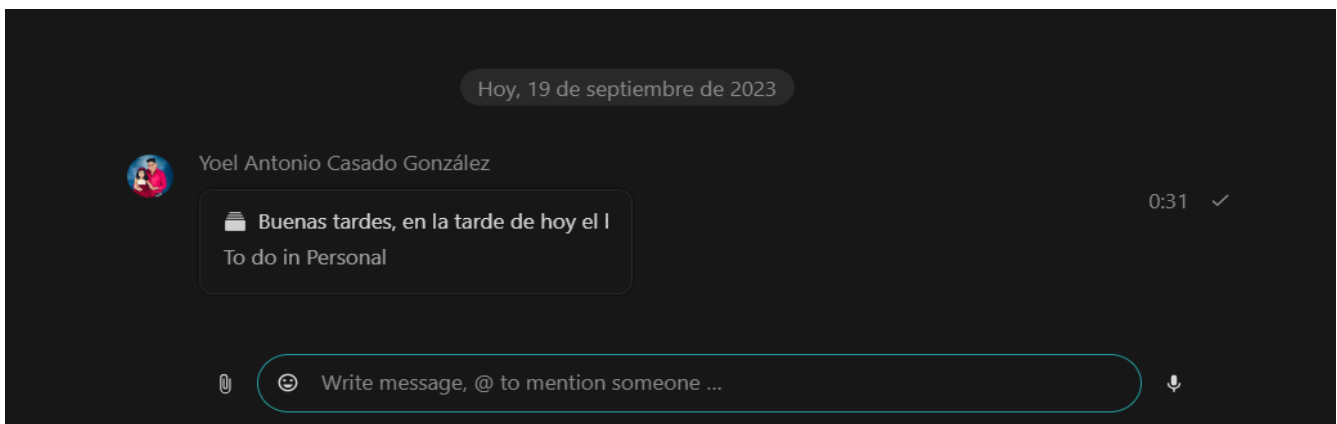 Hoy, 19 de septiembre de 2023
Yoel Antonio Casado González
Buenas tardes, en la tarde de hoy el l
0:31
To do in Personal
Write message, @ to mention someone ...